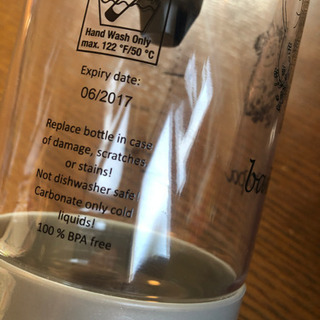 Hand Wash Only
max. 122 °F/50 °C
Expiry date:
06/2017
Replace bottle in case
of damage, scratches
or stains!
Not dishwasher safe!
Carbonate only cold
liquids!
100 % BPA free